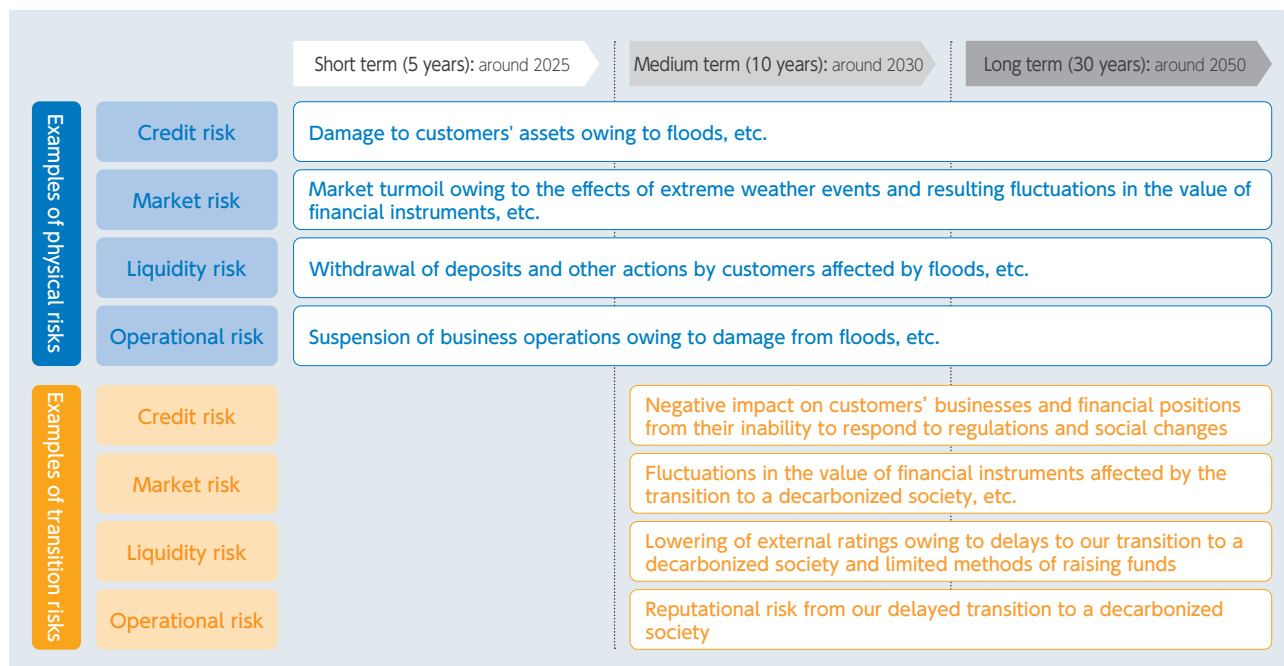 Short term (5 years): around 2025
Medium term (10 years): around 2030
Long term (30 years): around 2050
Examples of physical risks
Credit risk
Damage to customers' assets owing to floods, etc.
Market risk
Market turmoil owing to the effects of extreme weather events and resulting fluctuations in the value of
financial instruments, etc.
Liquidity risk
Withdrawal of deposits and other actions by customers affected by floods, etc.
Operational risk
Suspension of business operations owing to damage from floods, etc.
Examples of transition risks
Credit risk
Negative impact on customers’ businesses and financial positions
from their inability to respond to regulations and social changes
Market risk
Fluctuations in the value of financial instruments affected by the
transition to a decarbonized society, etc.
Liquidity risk
Lowering of external ratings owing to delays to our transition to a
decarbonized society and limited methods of raising funds
Operational risk
Reputational risk from our delayed transition to a decarbonized
society